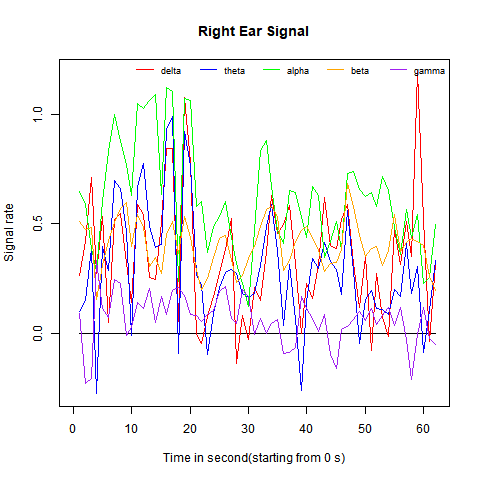 Right Ear Signal
delta theta alpha beta gamma
Signal rate
1.0
0.5
0.0
0 10 20 30 40 50 60
Time in second(starting from 0 s)